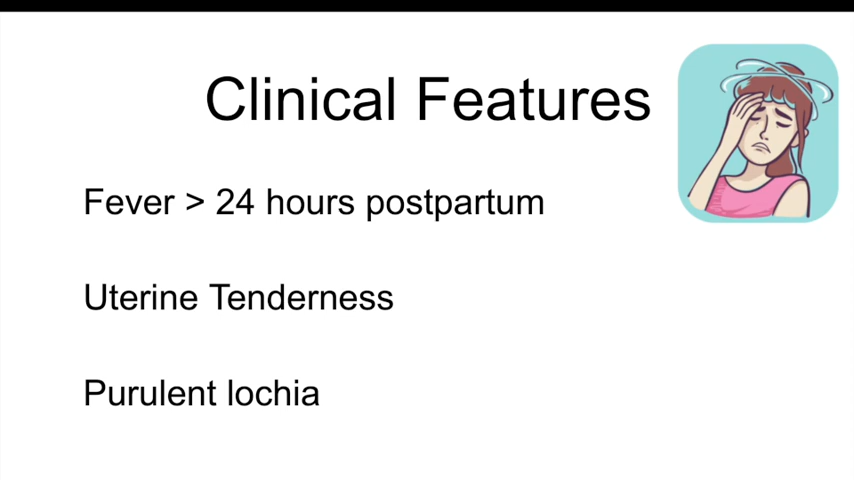 Clinical Features
Fever > 24 hours postpartum
Uterine Tenderness
Purulent lochia